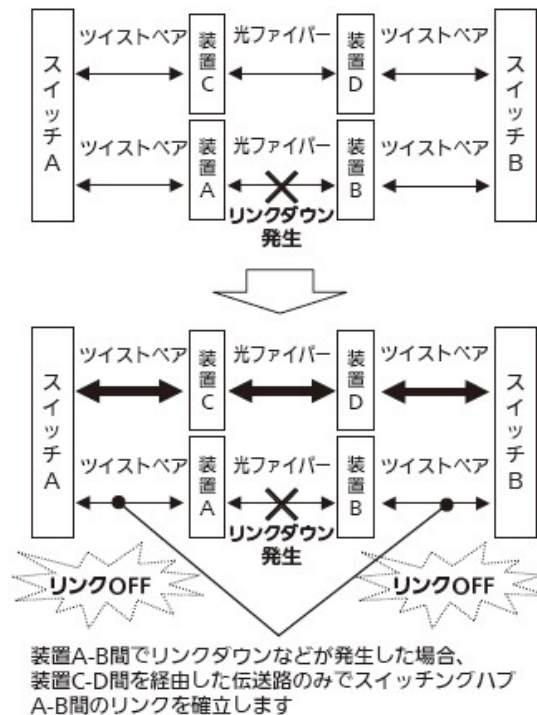 ツイストペア 装置C 光ファイバー 装置D ツイストペア
スイッチA
スイッチB
ツイストペア 装置A 光ファイバー 装置B ツイストペア
リンクダウン
発生
ツイストペア 装置C 光ファイバー 装置D ツイストペア
スイッチA
スイッチB
ツイストペア 装置A 光ファイバー 装置B ツイストペア
リンクダウン
発生
リンクOFF
リンクOFF
装置A-B間でリンクダウンなどが発生した場合、
装置C-D間を経由した伝送路のみでスイッチングハブ
A-B間のリンクを確立します